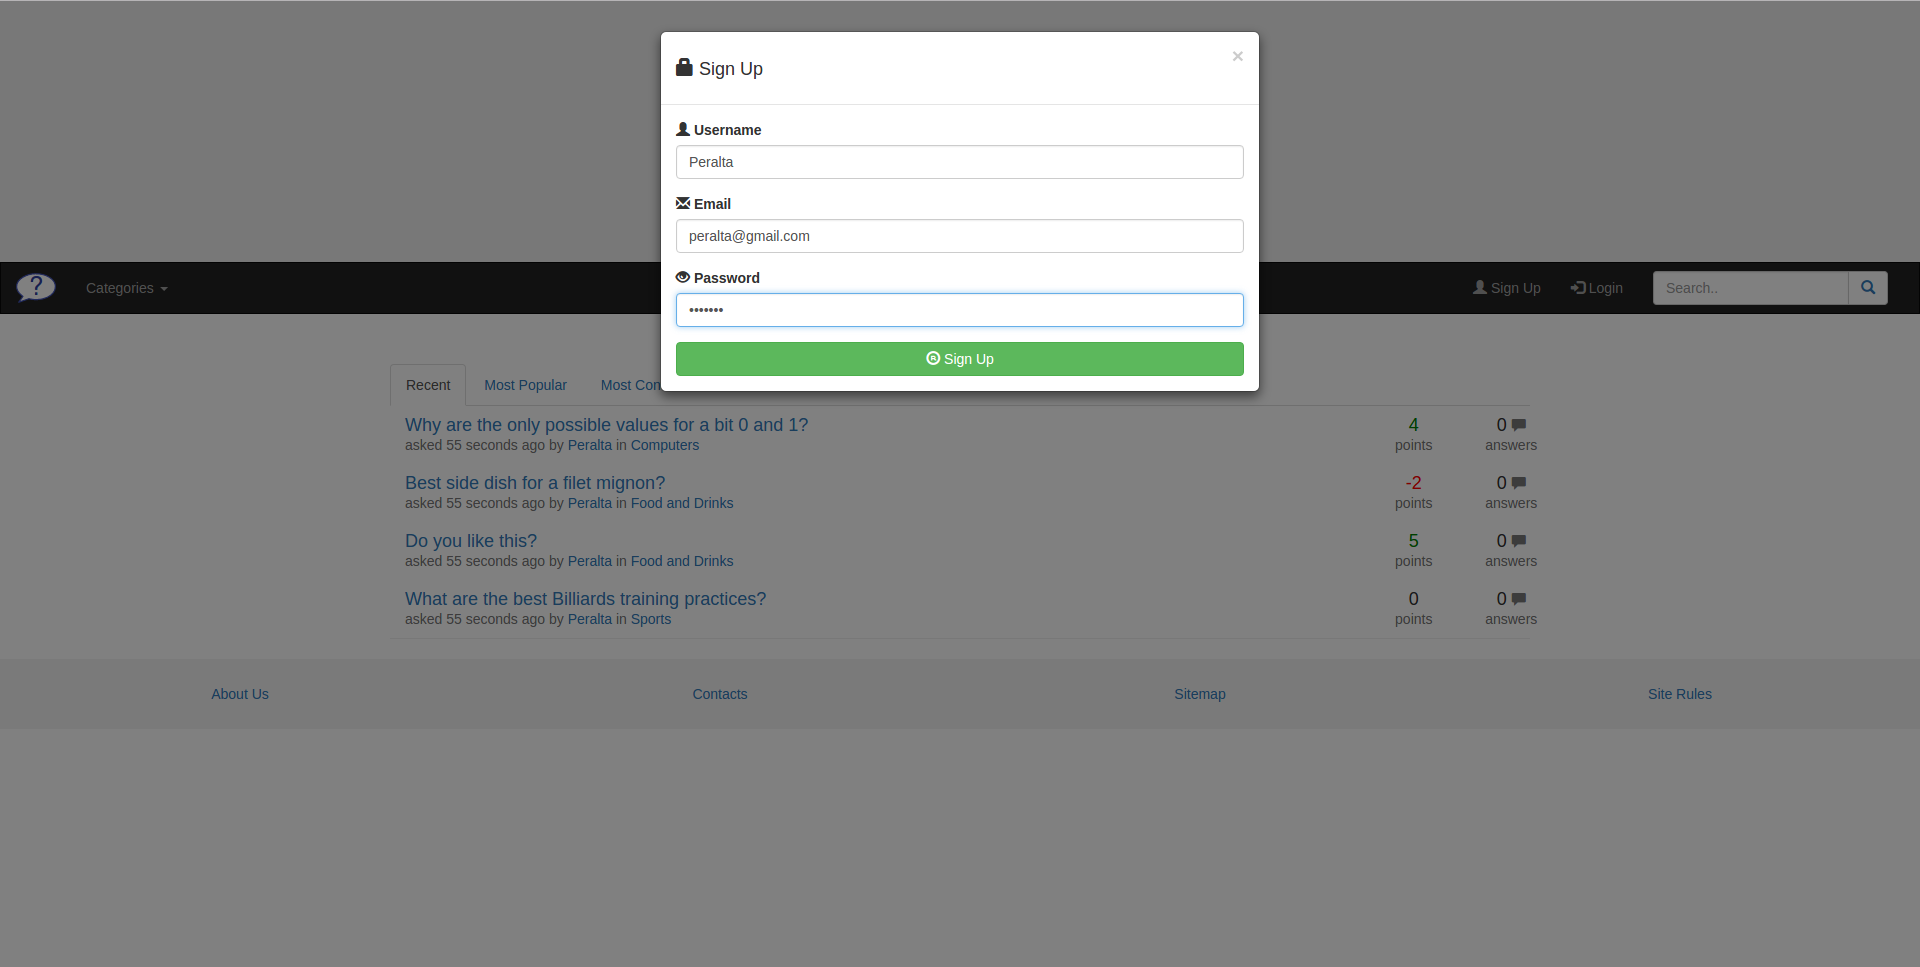 Sign Up
×
Username
Peralta
Email
peralta@gmail.com
Password
•••••••
Sign Up
?
Categories
Sign Up
Login
Search..
Recent
Most Popular
Most Con
Why are the only possible values for a bit 0 and 1?
4
0
asked 55 seconds ago by Peralta in Computers
points
answers
Best side dish for a filet mignon?
-2
0
asked 55 seconds ago by Peralta in Food and Drinks
points
answers
Do you like this?
5
0
asked 55 seconds ago by Peralta in Food and Drinks
points
answers
What are the best Billiards training practices?
0
0
asked 55 seconds ago by Peralta in Sports
points
answers
About Us
Contacts
Sitemap
Site Rules